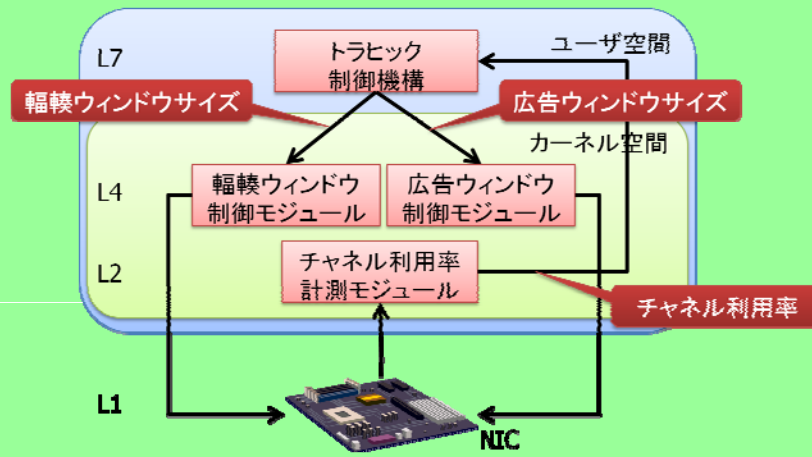 L7
トラヒック
制御機構
ユーザ空間
輻輳ウィンドウサイズ
広告ウィンドウサイズ
カーネル空間
L4
輻輳ウィンドウ
制御モジュール
広告ウィンドウ
制御モジュール
L2
チャネル利用率
計測モジュール
チャネル利用率
L1
NIC